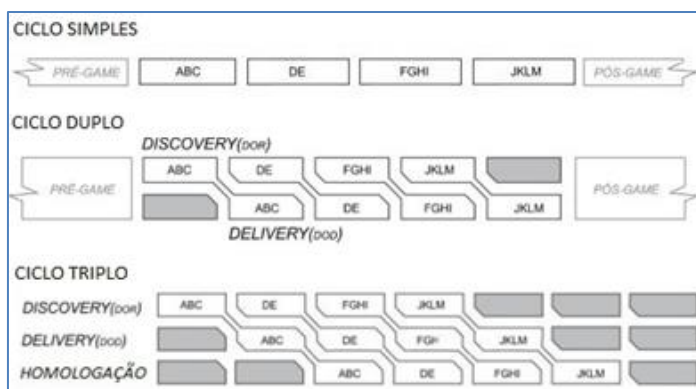 CICLO SIMPLES
PRÉ-GAME ABC DE FGHI JKLM PÓS-GAME
CICLO DUPLO
DISCOVERY(DOR)
ABC DE FGHI JKLM
PRÉ-GAME PÓS-GAME
ABC DE FGHI JKLM
DELIVERY(DOD)
CICLO TRIPLO
DISCOVERY(DOR) ABC DE FGHI JKLM
DELIVERY(DOD) ABC DE FGH JKLM
HOMOLOGAÇÃO ABC DE FGHI JKLM